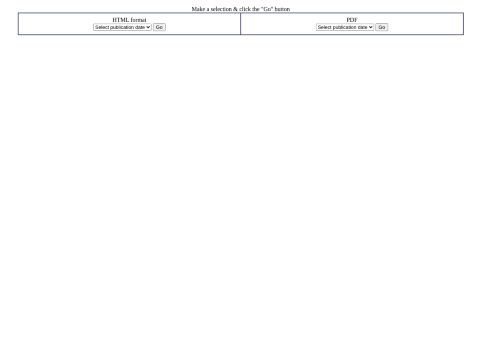 Make a selection & click the "Go" button
HTML format
Select publication date Go
PDF
Select publication date Go